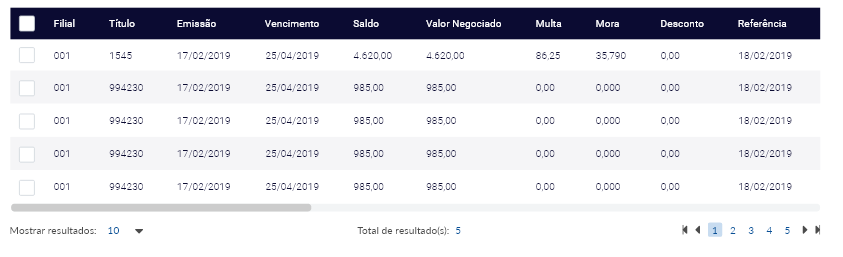 Filial Título Emissão Vencimento Saldo Valor Negociado Multa Mora Desconto Referência
001 1545 17/02/2019 25/04/2019 4.620,00 4.620,00 86,25 35,790 0,00 18/02/2019
001 994230 17/02/2019 25/04/2019 985,00 985,00 0,00 0,000 0,00 18/02/2019
001 994230 17/02/2019 25/04/2019 985,00 985,00 0,00 0,000 0,00 18/02/2019
001 994230 17/02/2019 25/04/2019 985,00 985,00 0,00 0,000 0,00 18/02/2019
001 994230 17/02/2019 25/04/2019 985,00 985,00 0,00 0,000 0,00 18/02/2019
Mostrar resultados: 10 Total de resultado(s): 5 1 2 3 4 5